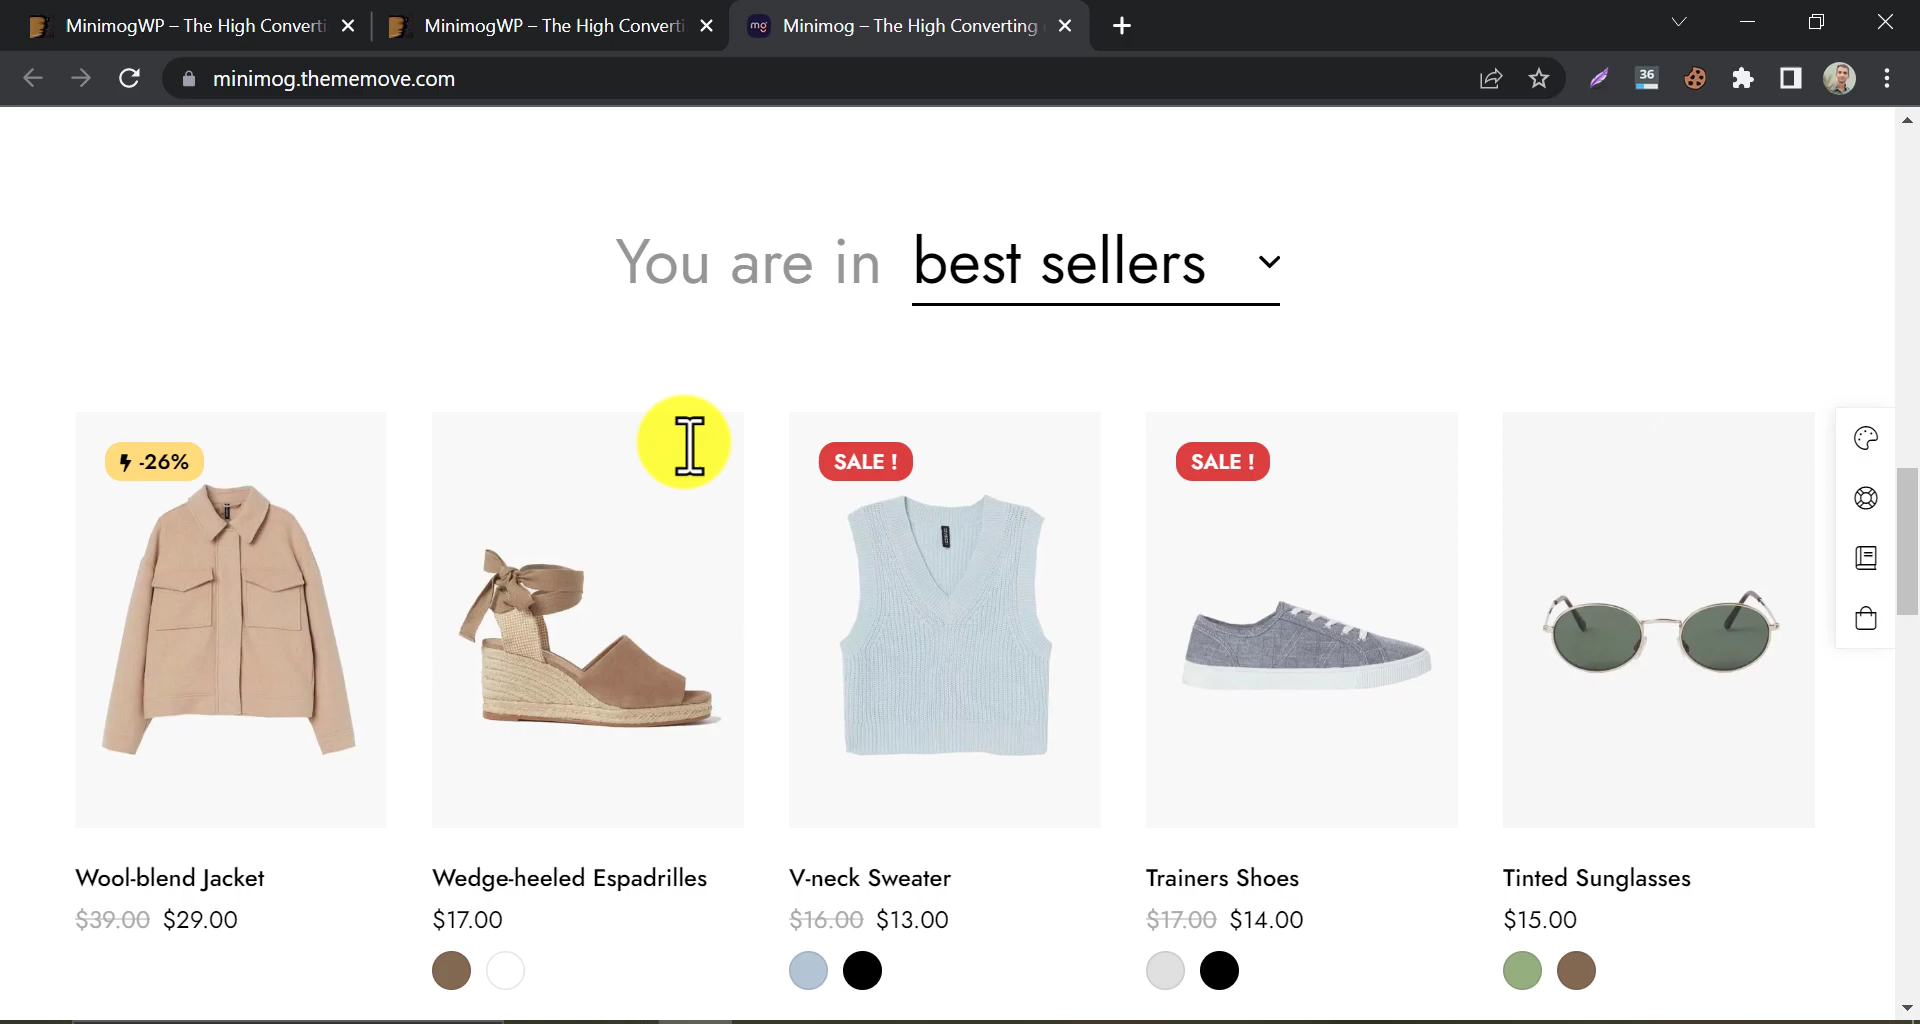 MinimogWP – The High Converti
MinimogWP – The High Converti
mg
Minimog – The High Converting
minimog.thememove.com
36
You are in best sellers
-26%
SALE !
SALE !
Wool-blend Jacket
$39.00 $29.00
Wedge-heeled Espadrilles
$17.00
V-neck Sweater
$16.00 $13.00
Trainers Shoes
$17.00 $14.00
Tinted Sunglasses
$15.00